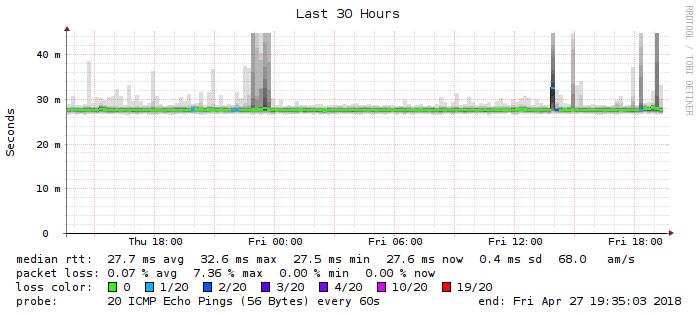 Last 30 Hours
RRDTOOL / TOBI OETIKER
Seconds
40 m
30 m
20 m
10 m
0
Thu 18:00 Fri 00:00 Fri 06:00 Fri 12:00 Fri 18:00
median rtt: 27.7 ms avg 32.6 ms max 27.5 ms min 27.6 ms now 0.4 ms sd 68.0 am/s
packet loss: 0.07 % avg 7.36 % max 0.00 % min 0.00 % now
loss color: 0 1/20 2/20 3/20 4/20 10/20 19/20
probe: 20 ICMP Echo Pings (56 Bytes) every 60s end: Fri Apr 27 19:35:03 2018